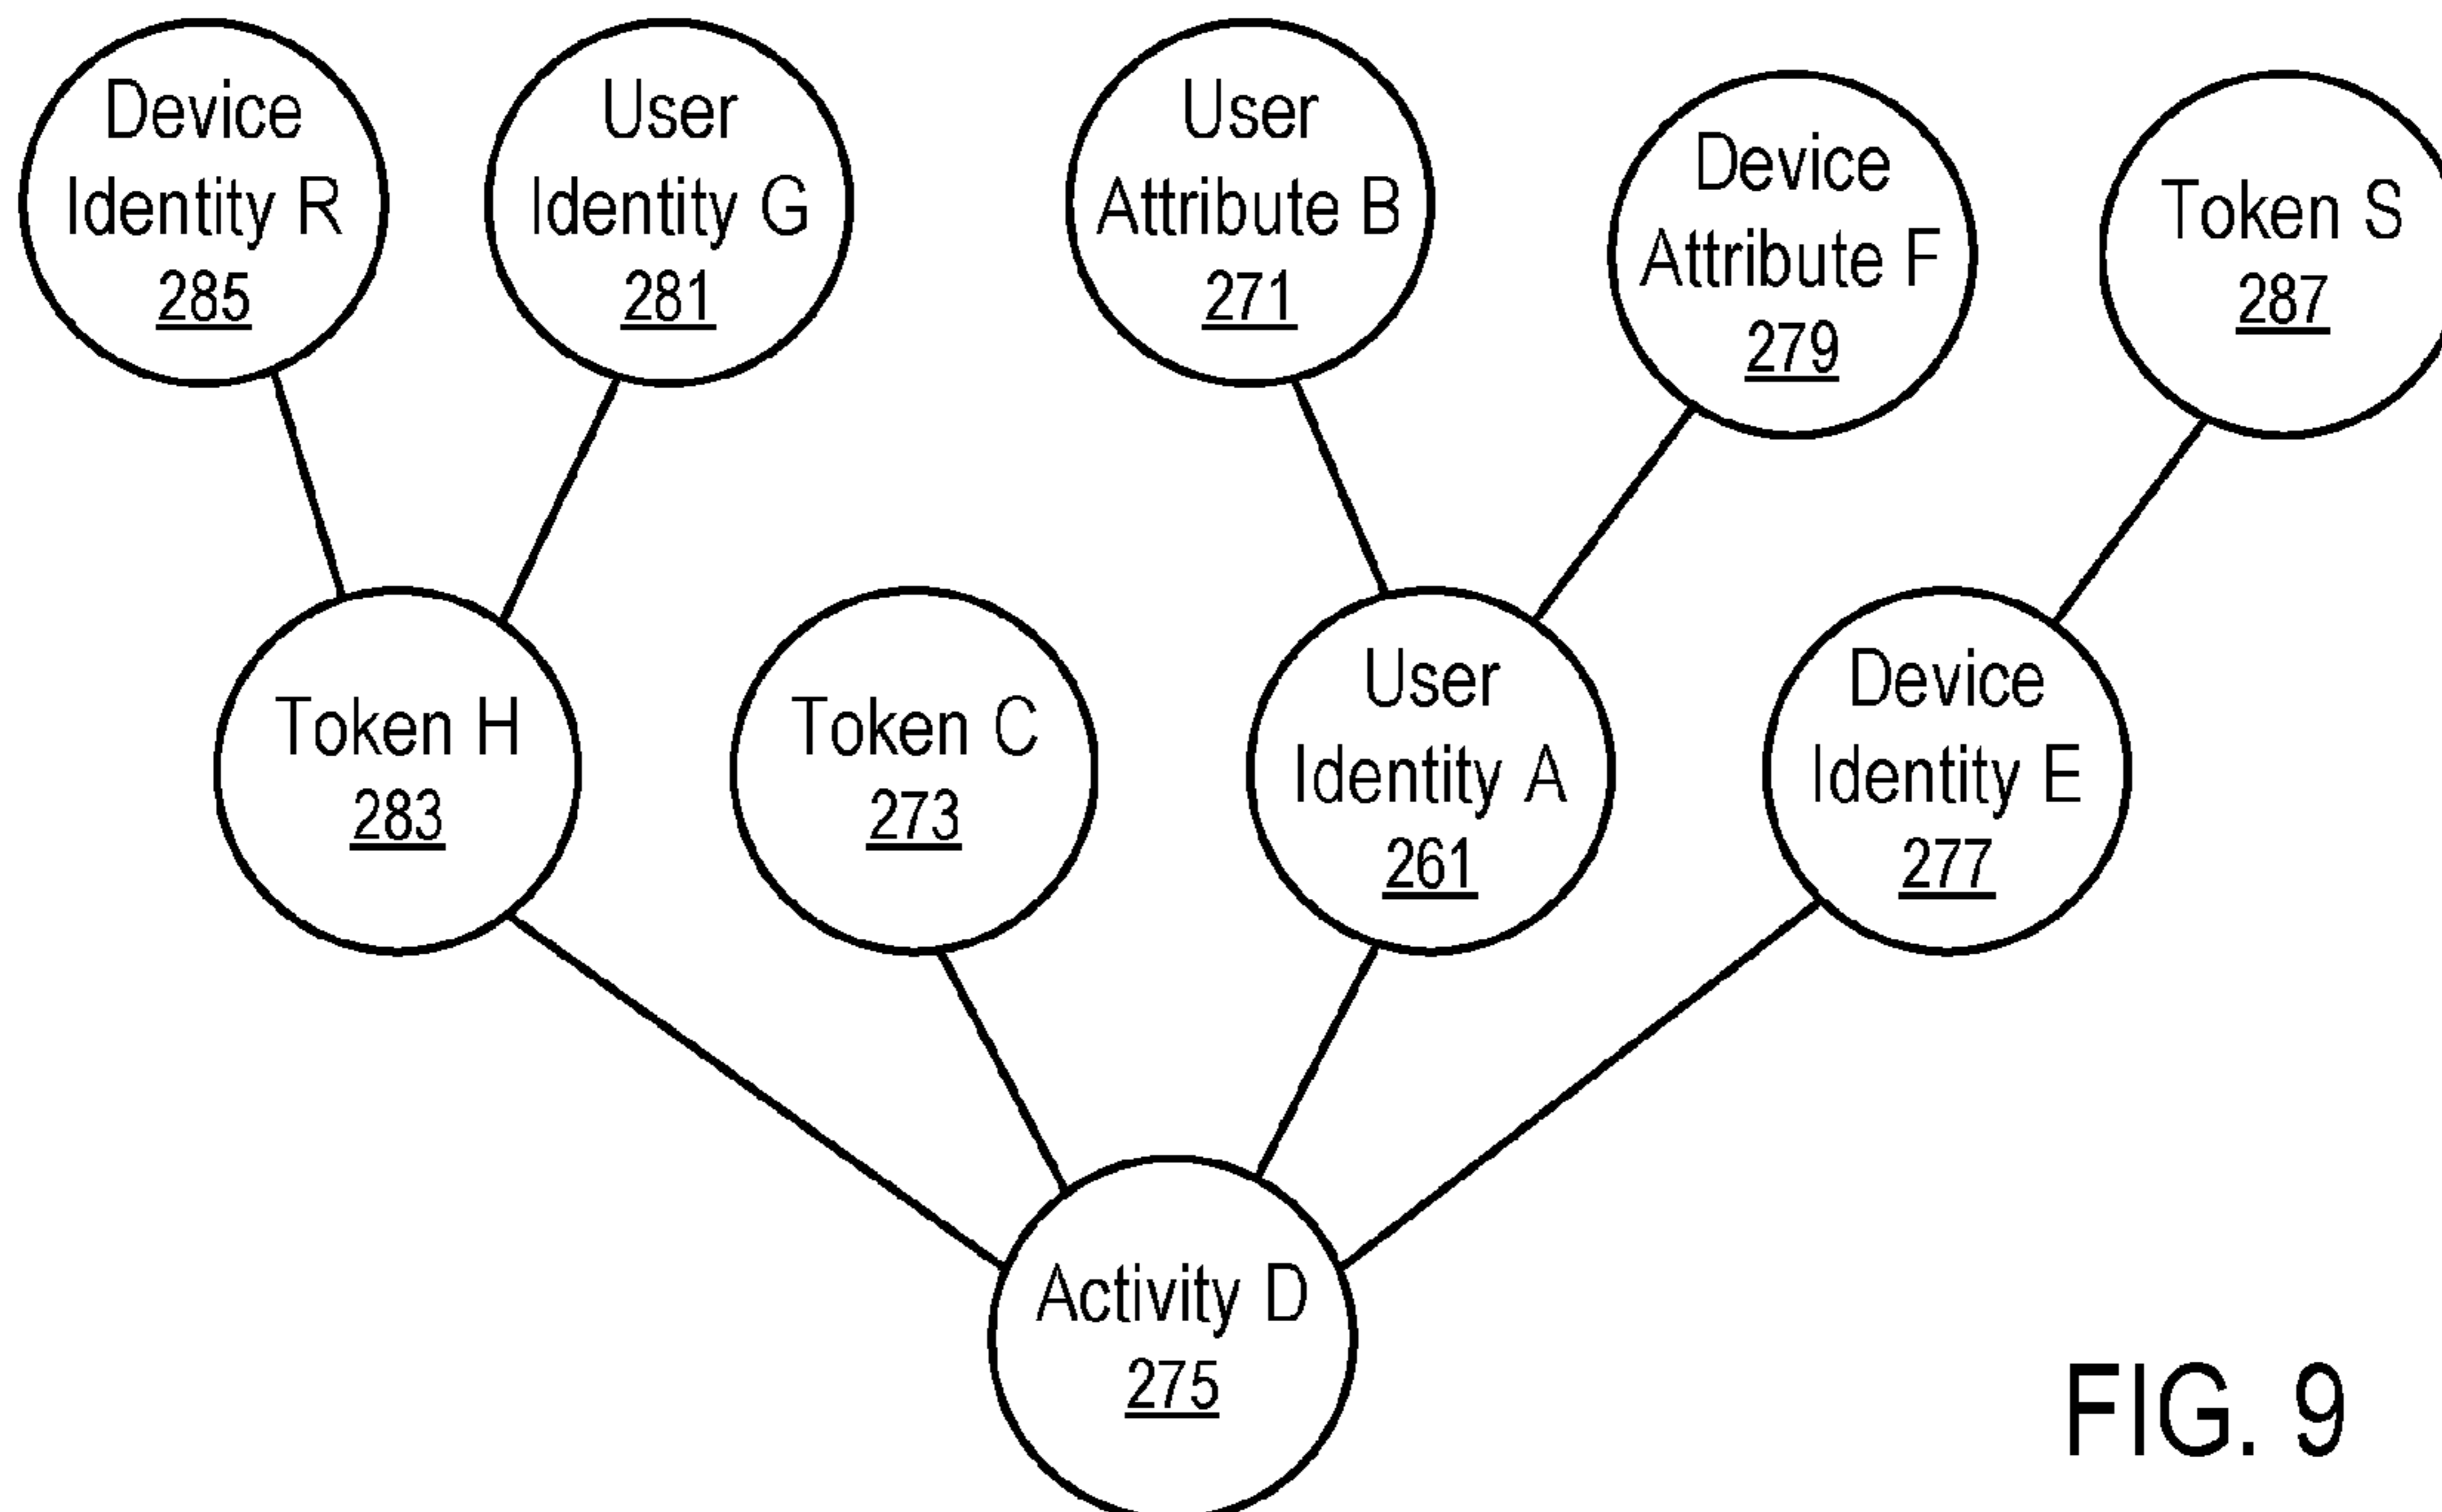 Device
Identity R
285
User
Identity G
281
User
Attribute B
271
Device
Attribute F
279
Token S
287
Token H
283
Token C
273
User
Identity A
261
Device
Identity E
277
Activity D
275
FIG. 9